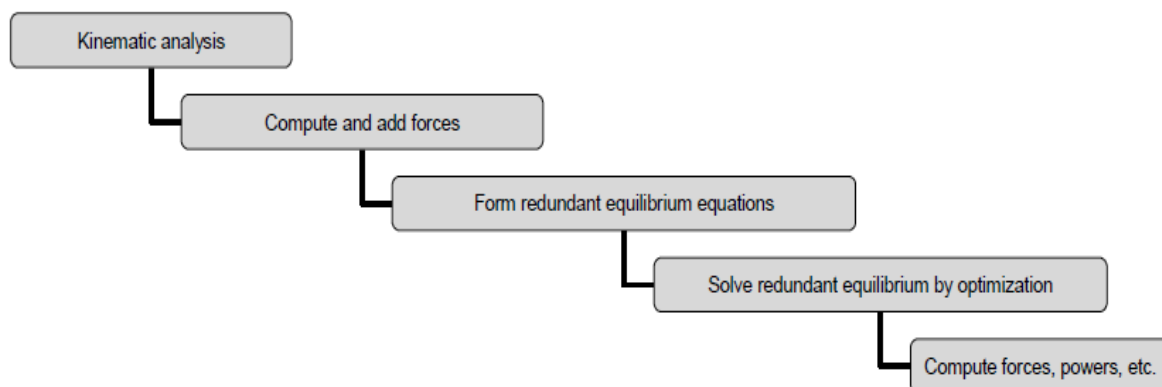 Kinematic analysis
Compute and add forces
Form redundant equilibrium equations
Solve redundant equilibrium by optimization
Compute forces, powers, etc.